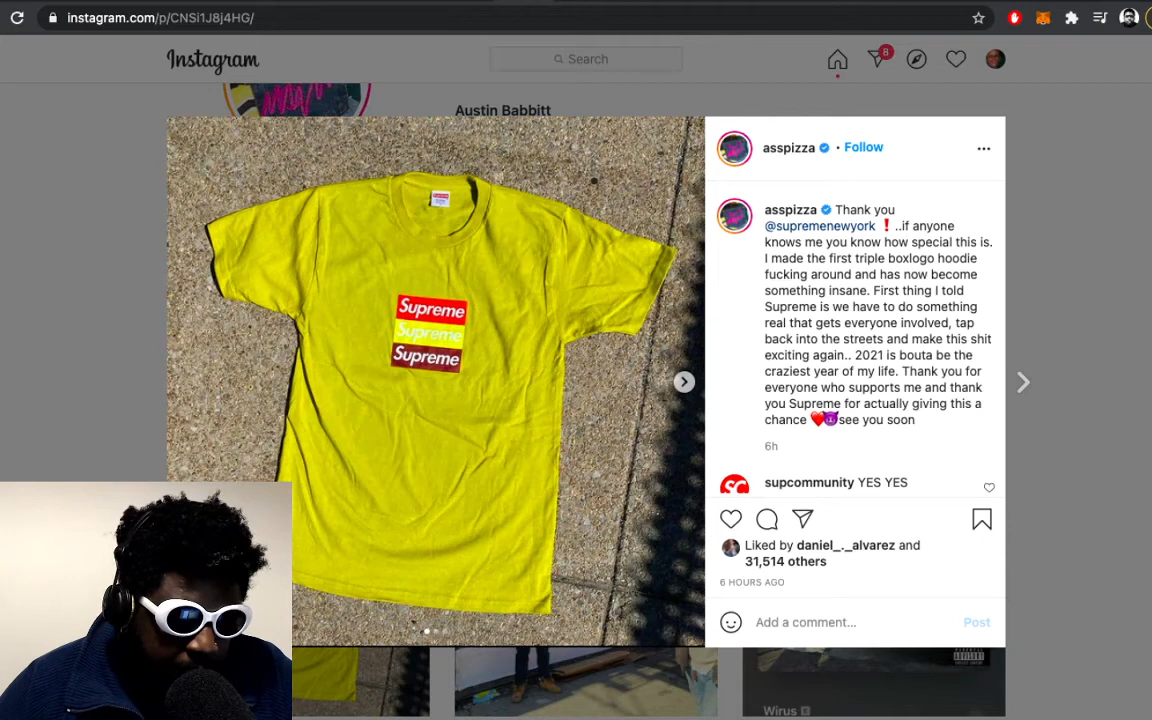 instagram.com/p/CNSi1J8j4HG/
Instagram
Search
8
Austin Babbitt
asspizza • Follow
Supreme
Supreme
Supreme
asspizza Thank you
@supremenewyork ❗..if anyone
knows me you know how special this is.
I made the first triple boxlogo hoodie
fucking around and has now become
something insane. First thing I told
Supreme is we have to do something
real that gets everyone involved, tap
back into the streets and make this shit
exciting again.. 2021 is bouta be the
craziest year of my life. Thank you for
everyone who supports me and thank
you Supreme for actually giving this a
chance ❤️😈see you soon
6h
SC
supcommunity YES YES
Liked by daniel_._alvarez and
31,514 others
6 HOURS AGO
Add a comment... Post
Wirus